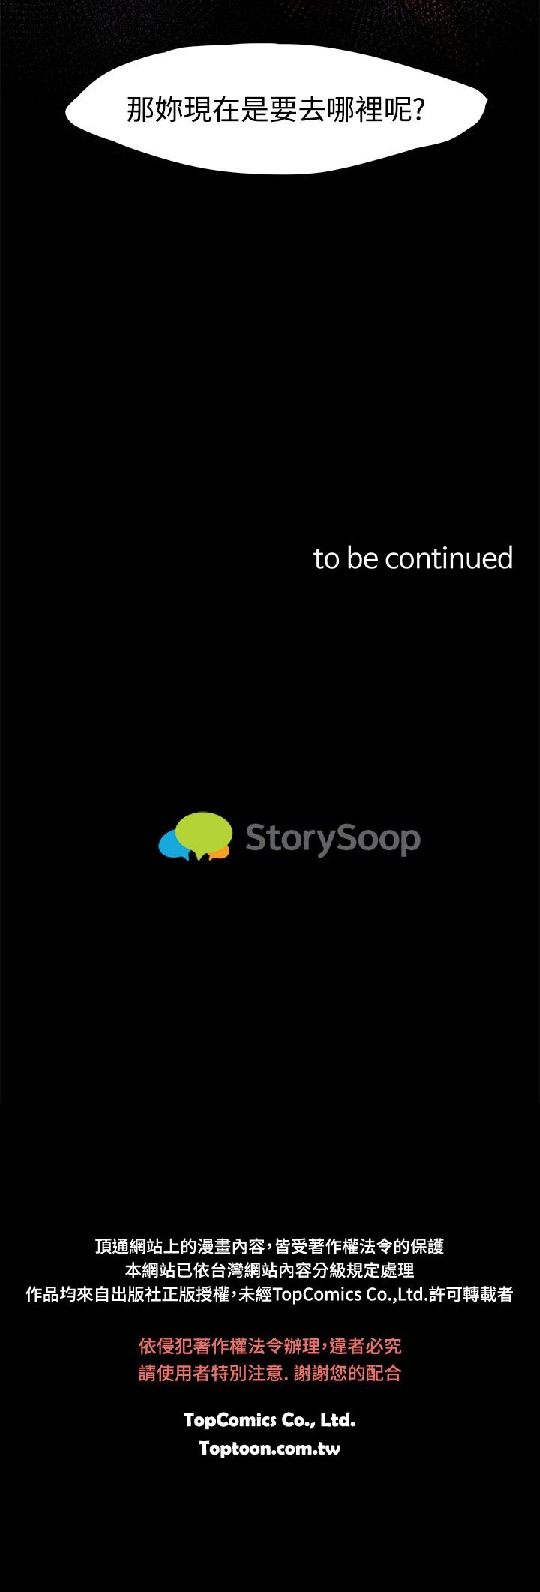 那妳現在是要去哪裡呢?
to be continued
StorySoop
頂通網站上的漫畫內容,皆受著作權法令的保護
本網站已依台灣網站內容分級規定處理
作品均來自出版社正版授權,未經TopComics Co.,Ltd.許可轉載者
依侵犯著作權法令辦理,違者必究
請使用者特別注意. 謝謝您的配合
TopComics Co., Ltd.
Toptoon.com.tw